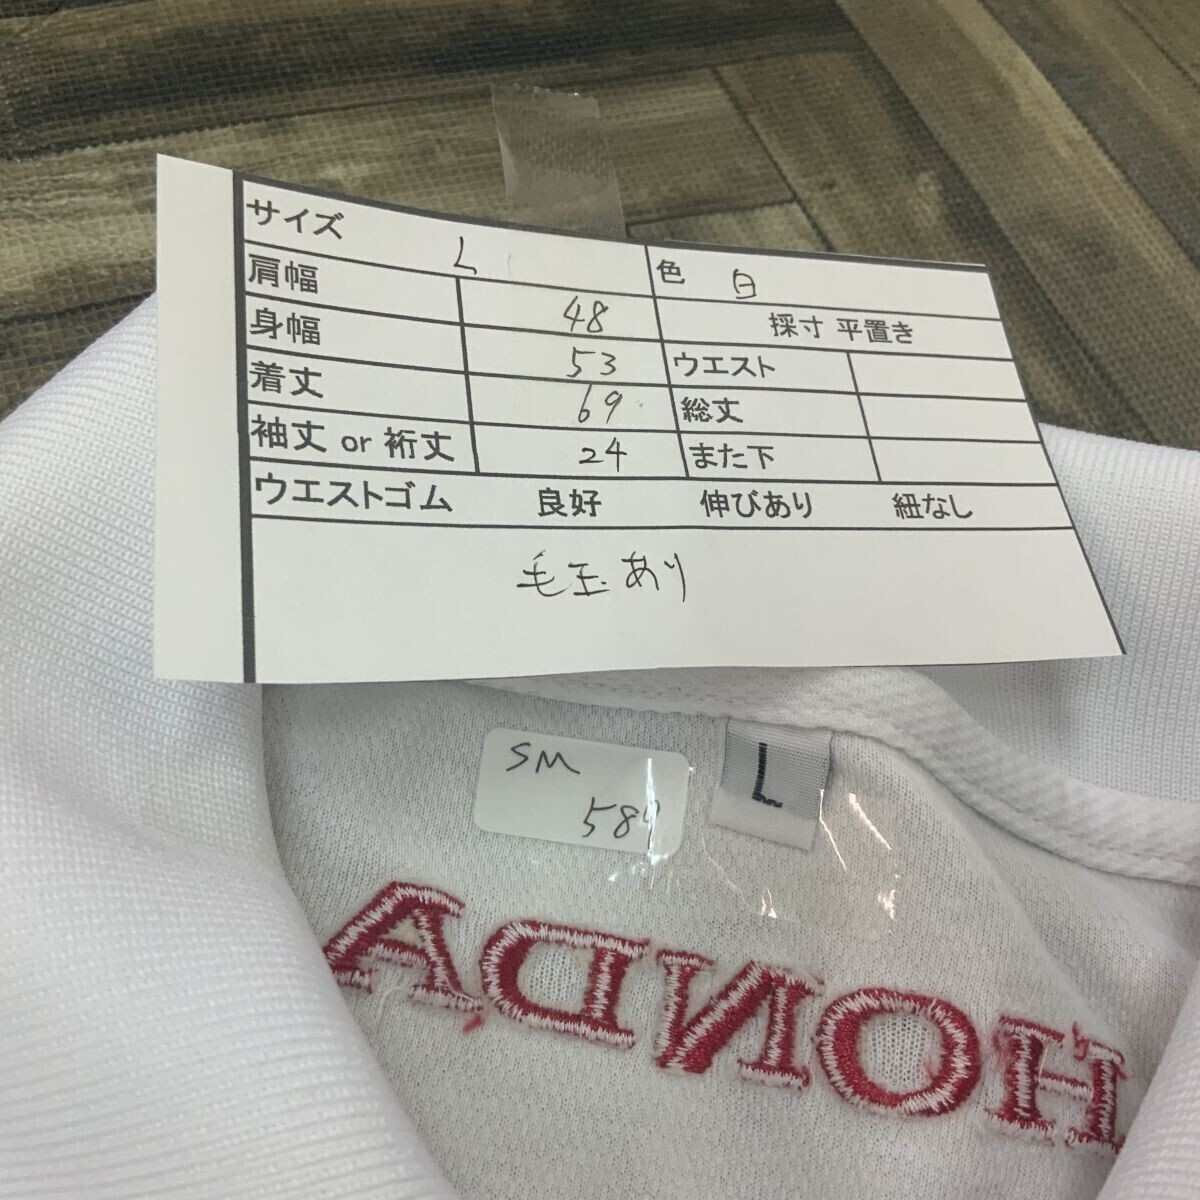 サイズ L 色 白
肩幅 48 採寸 平置き
身幅 53 ウエスト
着丈 69 総丈
袖丈 or 裄丈 24 また下
ウエストゴム 良好 伸びあり 紐なし
毛玉あり
SM
L
HONDA